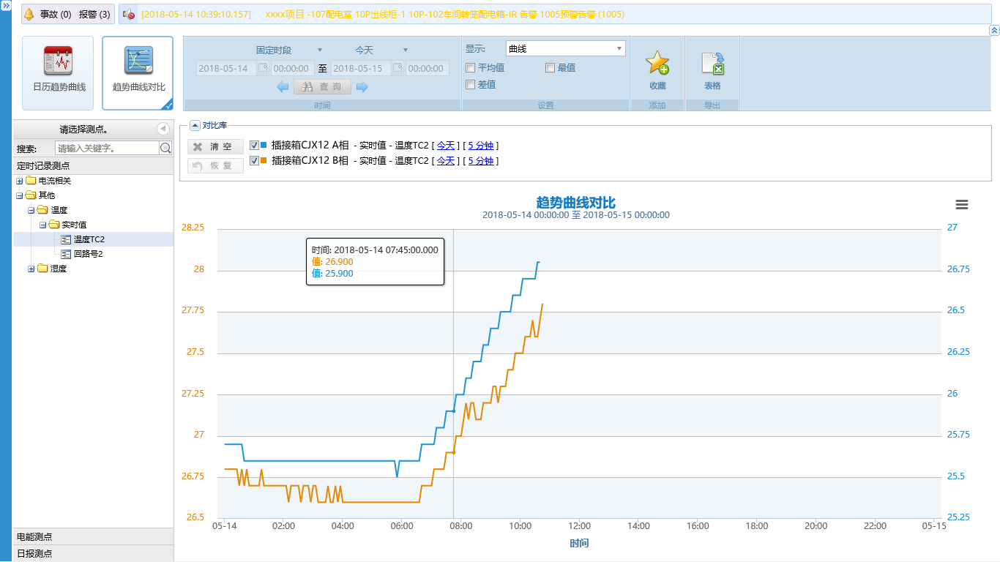 事故 (0) 报警 (3) [2018-05-14 10:39:10.157] xxxx项目 -107配电室 10P出线柜-1 10P-102车间转笼配电箱-IR 告警 1005预警告警 (1005)
日历趋势曲线
趋势曲线对比
固定时段 今天
2018-05-14 00:00:00 至 2018-05-15 00:00:00
查 询
时间
显示: 曲线
平均值 最值
差值
设置
收藏
添加
表格
导出
请选择测点。
搜索: 请输入关键字。
定时记录测点
电流相关
其他
温度
实时值
温度TC2
回路号2
湿度
电能测点
日报测点
对比库
清 空
恢 复
插接箱CJX12 A相 - 实时值 - 温度TC2 [ 今天 ] [ 5 分钟 ]
插接箱CJX12 B相 - 实时值 - 温度TC2 [ 今天 ] [ 5 分钟 ]
趋势曲线对比
2018-05-14 00:00:00 至 2018-05-15 00:00:00
28.25
28
27.75
27.5
27.25
27
26.75
26.5
时间: 2018-05-14 07:45:00.000
值: 26.900
值: 25.900
27
26.75
26.5
26.25
26
25.75
25.5
25.25
05-14 02:00 04:00 06:00 08:00 10:00 12:00 14:00 16:00 18:00 20:00 22:00 05-15
时间